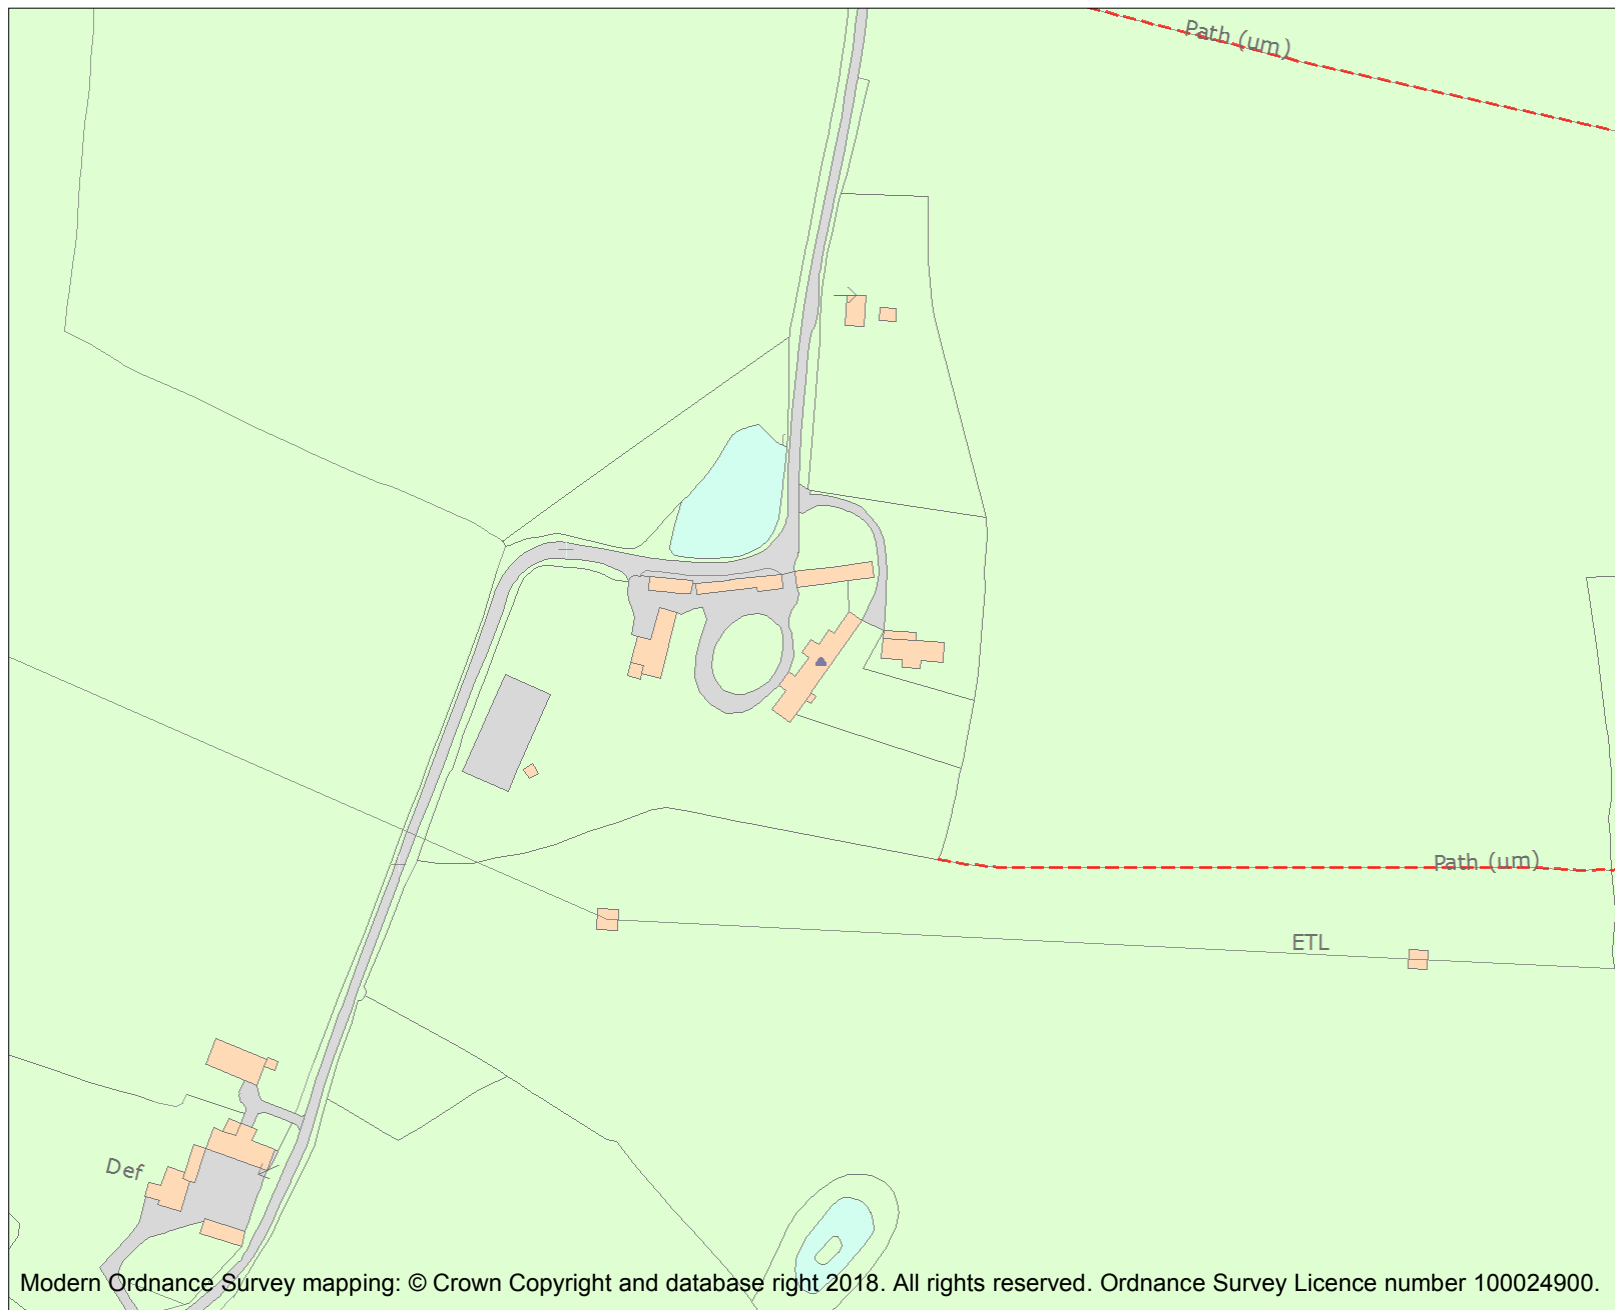 Path (um)
Path (um)
ETL
Def
Modern Ordnance Survey mapping: © Crown Copyright and database right 2018. All rights reserved. Ordnance Survey Licence number 100024900.